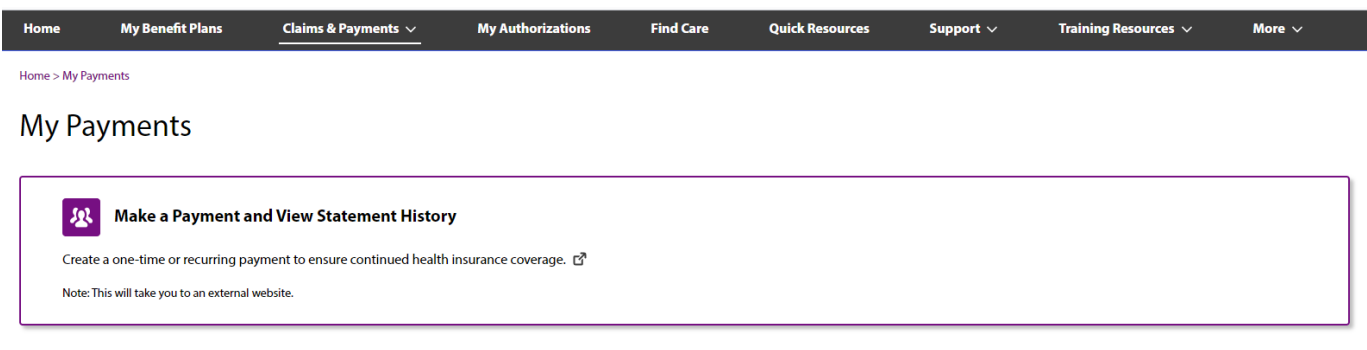 Home My Benefit Plans Claims & Payments My Authorizations Find Care Quick Resources Support Training Resources More
Home > My Payments
My Payments
Make a Payment and View Statement History
Create a one-time or recurring payment to ensure continued health insurance coverage.
Note: This will take you to an external website.